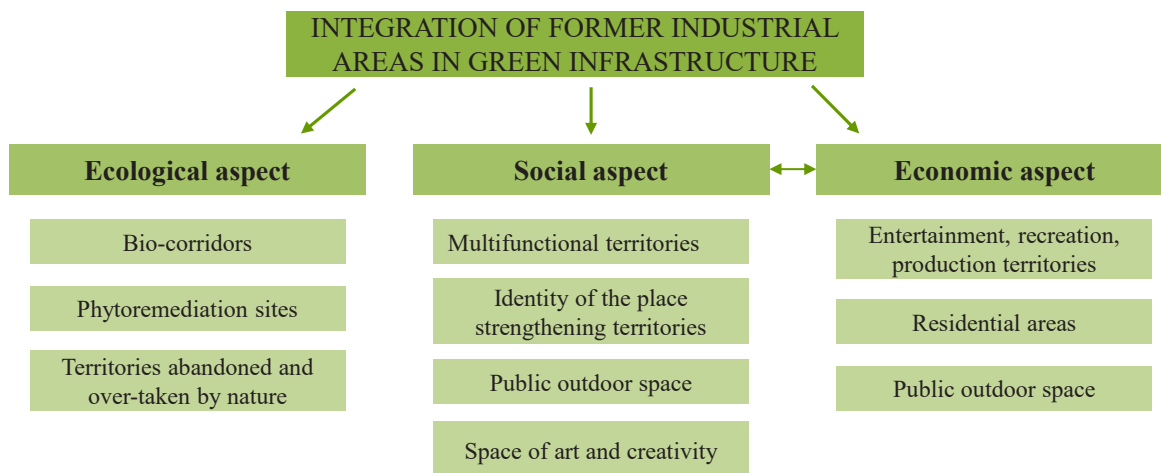 INTEGRATION OF FORMER INDUSTRIAL
AREAS IN GREEN INFRASTRUCTURE
Ecological aspect
Bio-corridors
Phytoremediation sites
Territories abandoned and
over-taken by nature
Social aspect
Multifunctional territories
Identity of the place
strengthening territories
Public outdoor space
Space of art and creativity
Economic aspect
Entertainment, recreation,
production territories
Residential areas
Public outdoor space